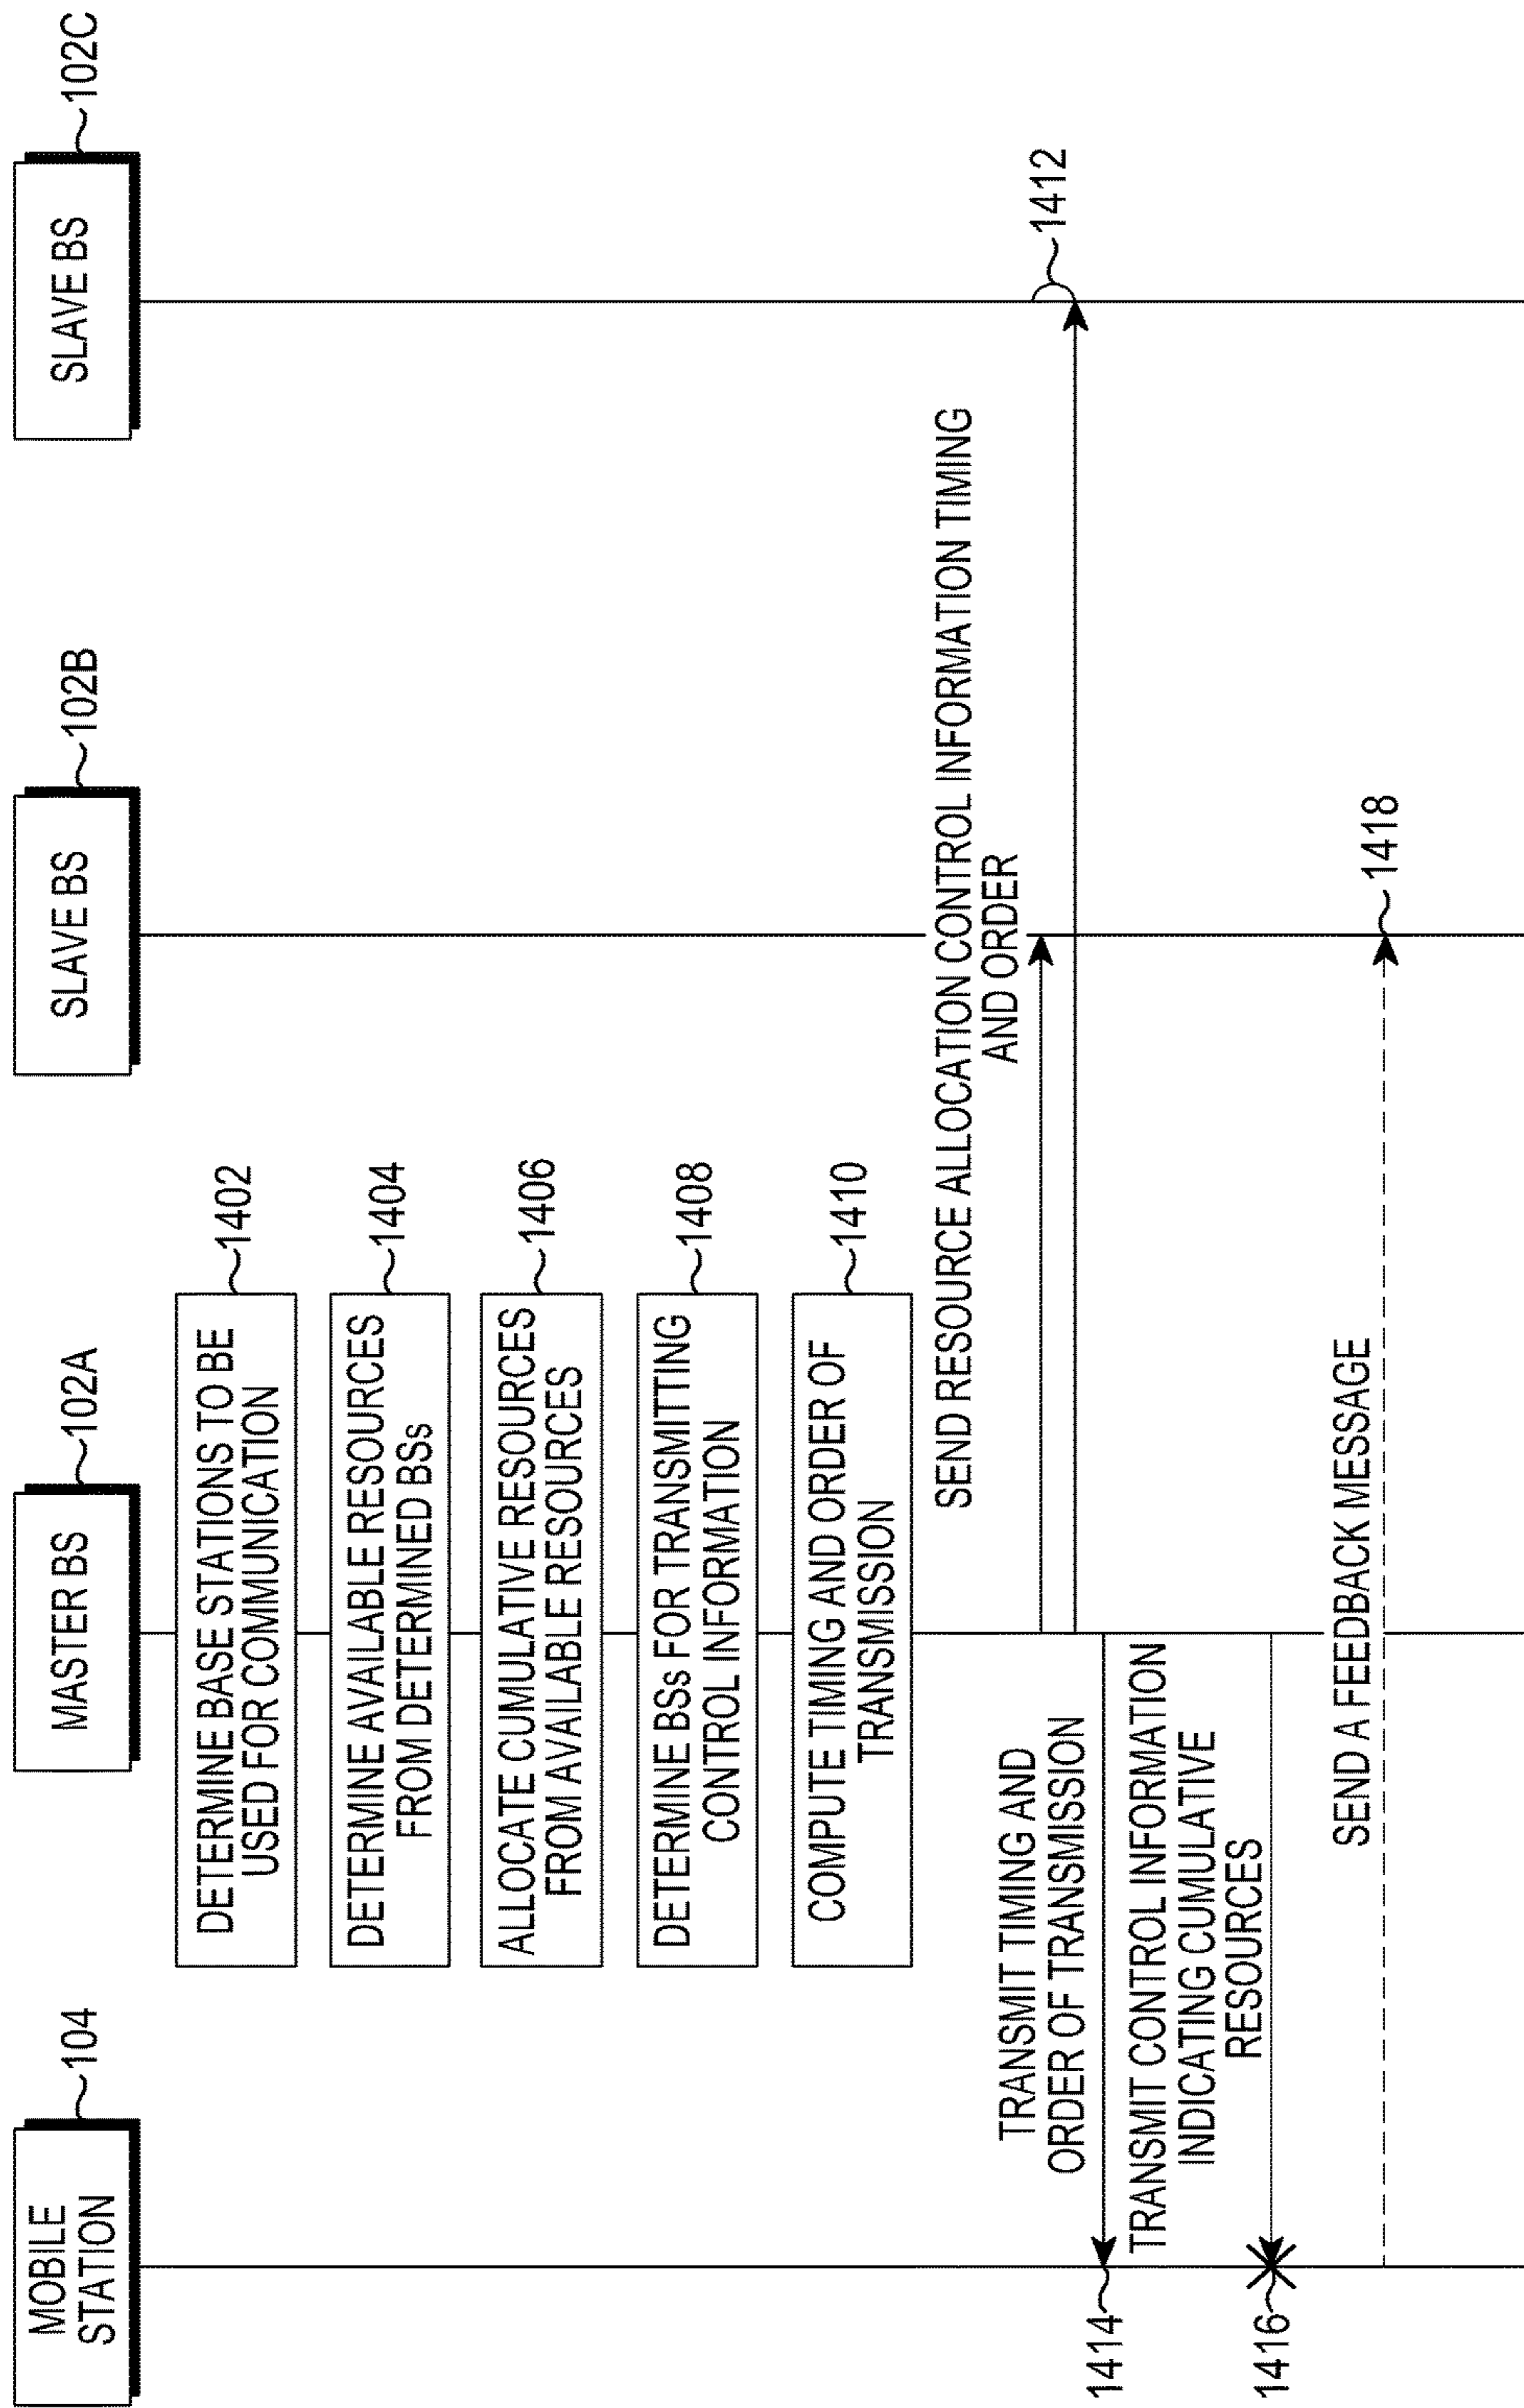 MOBILE
STATION
104
MASTER BS
102A
SLAVE BS
102B
SLAVE BS
102C
DETERMINE BASE STATIONS TO BE
USED FOR COMMUNICATION
1402
DETERMINE AVAILABLE RESOURCES
FROM DETERMINED BSs
1404
ALLOCATE CUMULATIVE RESOURCES
FROM AVAILABLE RESOURCES
1406
DETERMINE BSs FOR TRANSMITTING
CONTROL INFORMATION
1408
COMPUTE TIMING AND ORDER OF
TRANSMISSION
1410
SEND RESOURCE ALLOCATION CONTROL INFORMATION TIMING
AND ORDER
1412
TRANSMIT TIMING AND
ORDER OF TRANSMISSION
1414
TRANSMIT CONTROL INFORMATION
INDICATING CUMULATIVE
RESOURCES
1416
SEND A FEEDBACK MESSAGE
1418